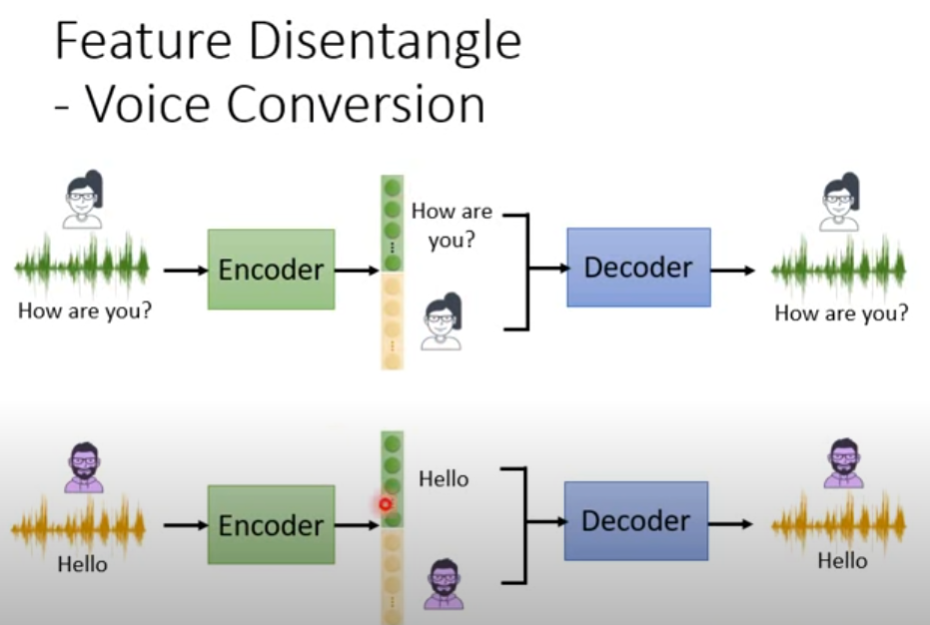 Feature Disentangle
- Voice Conversion
How are you?
Encoder
How are
you?
Decoder
How are you?
Hello
Encoder
Hello
Decoder
Hello